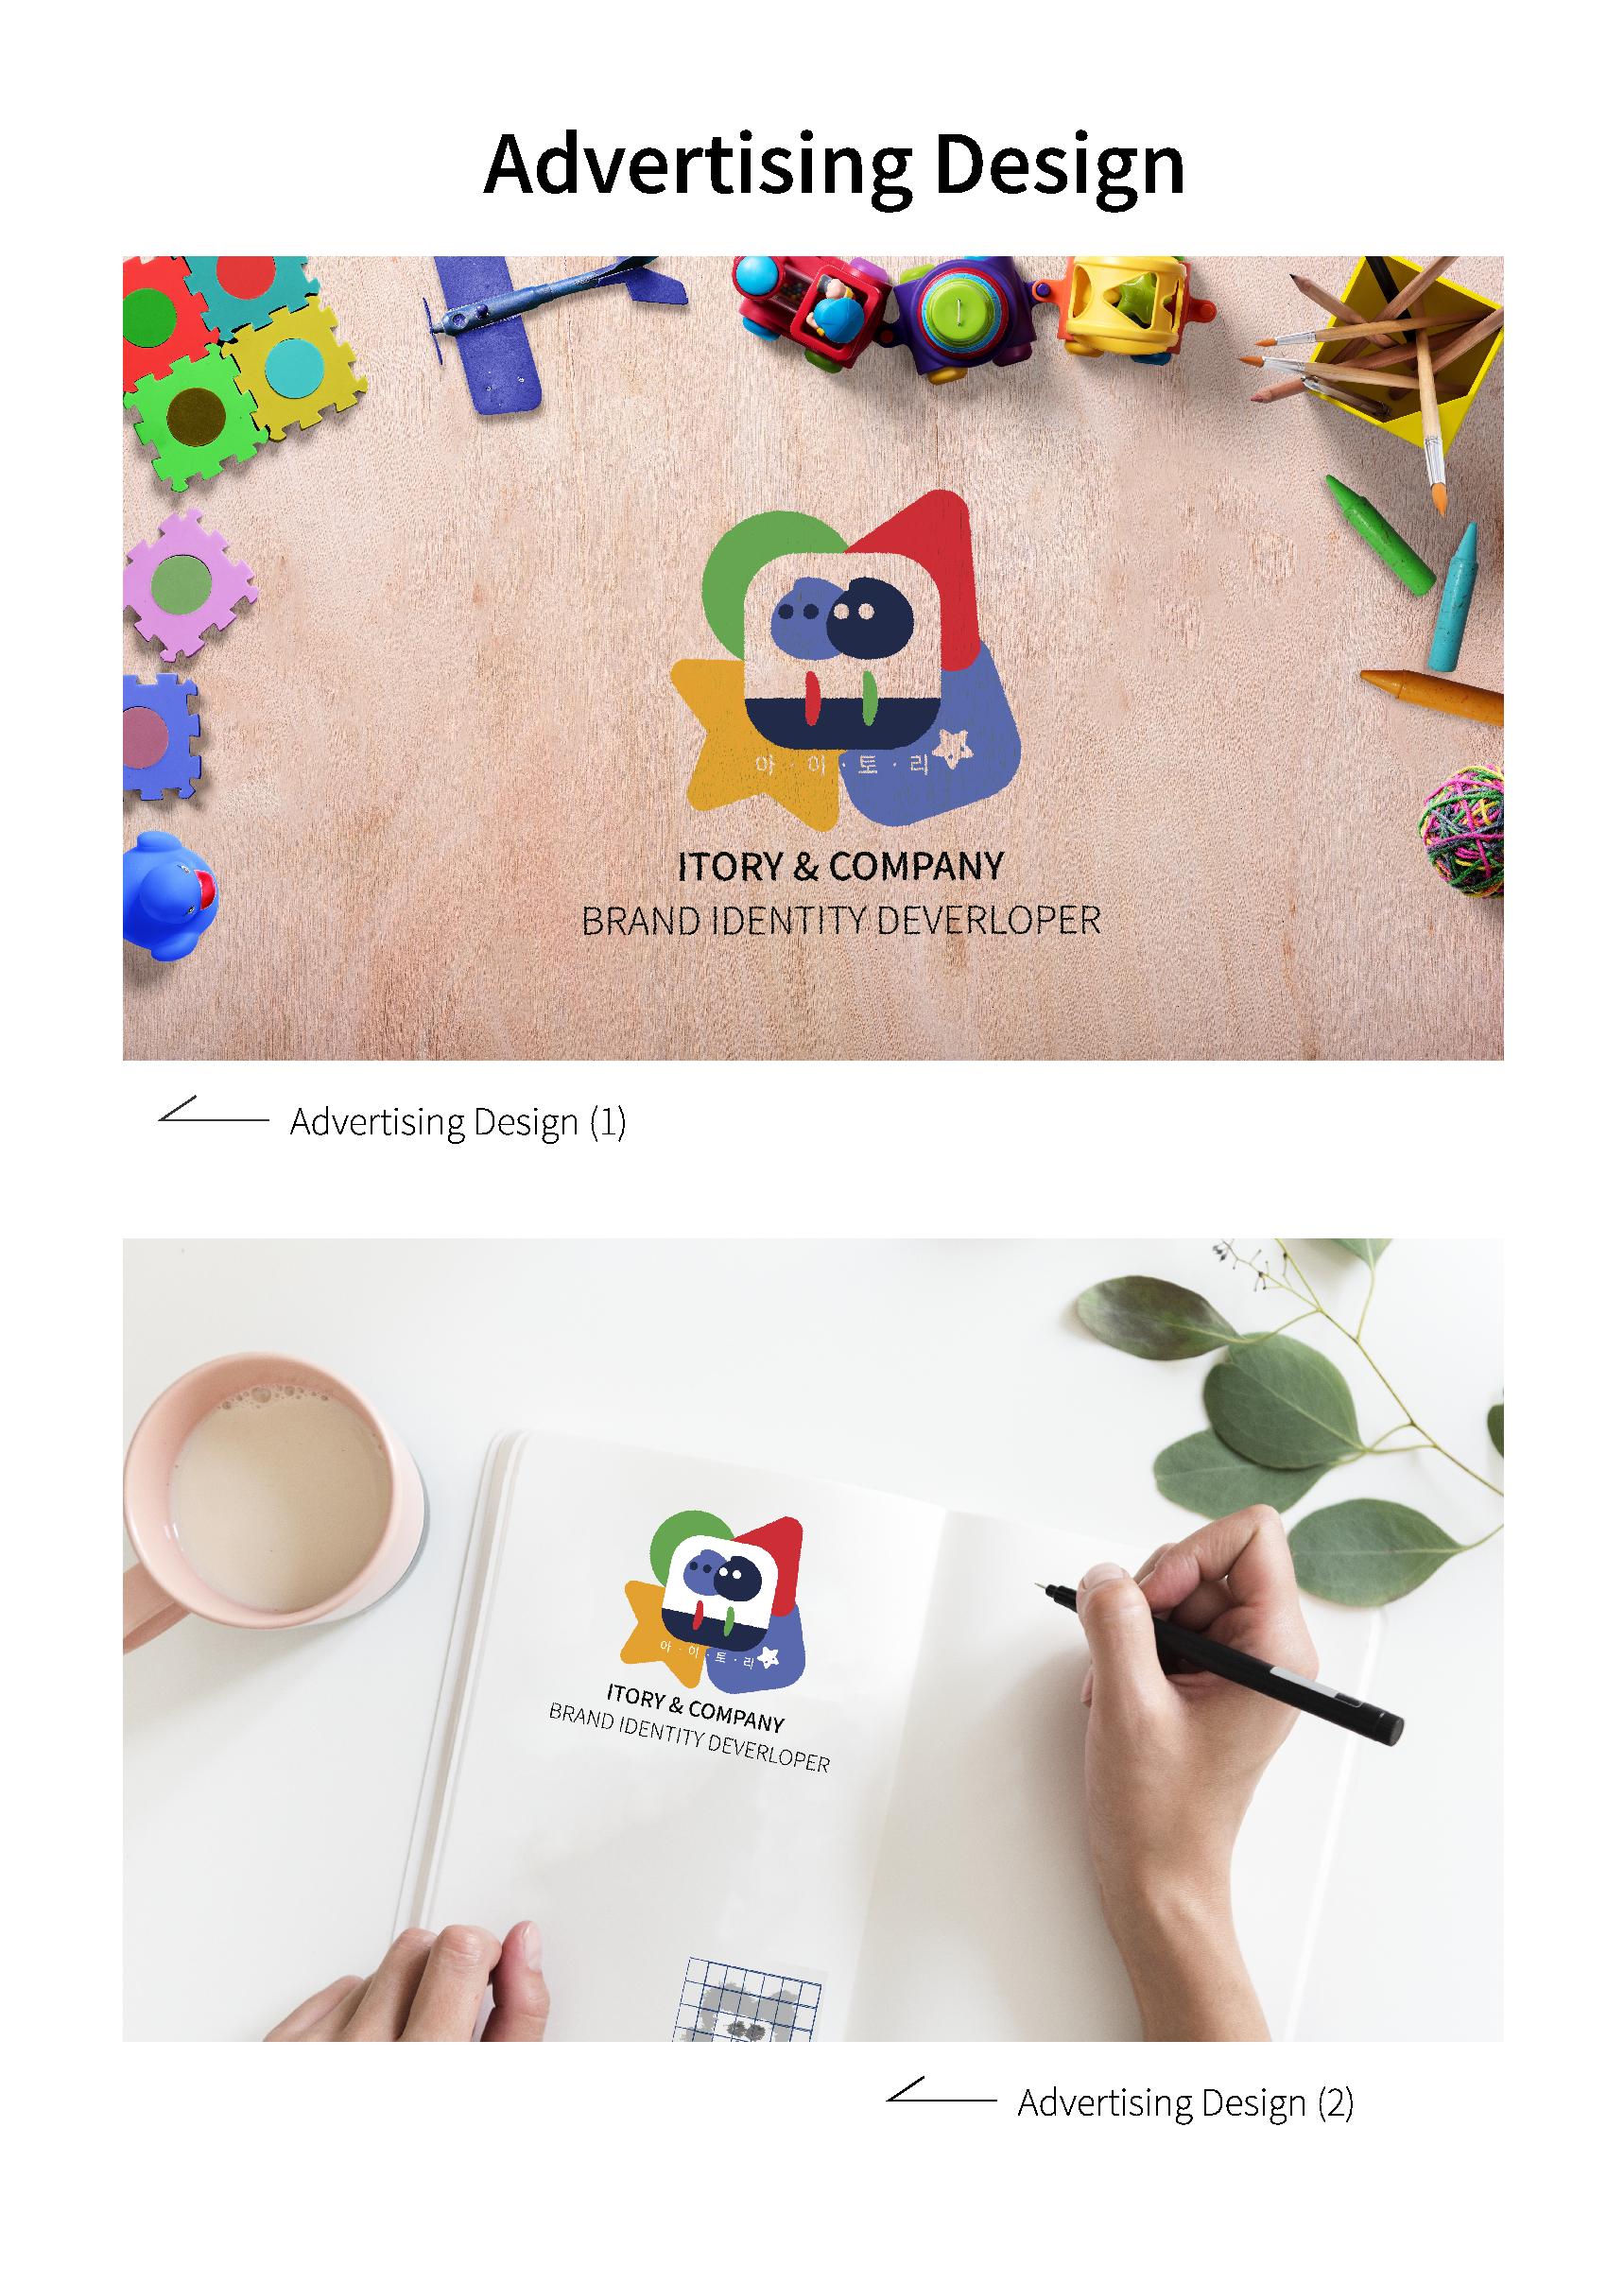 Advertising Design
아 · 이 · 토 · 리
ITORY & COMPANY
BRAND IDENTITY DEVERLOPER
Advertising Design (1)
아 · 이 · 토 · 리
ITORY & COMPANY
BRAND IDENTITY DEVERLOPER
Advertising Design (2)